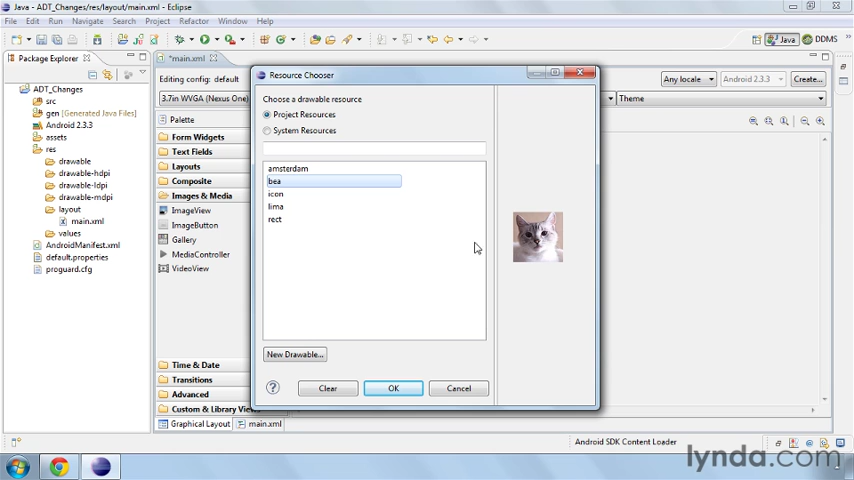 Java - ADT_Changes/res/layout/main.xml - Eclipse
File Edit Run Navigate Search Project Refactor Window Help
Java DDMS
Package Explorer
*main.xml
Resource Chooser
Editing config: default
Any locale
Android 2.3.3
Create...
3.7in WVGA (Nexus One)
Theme
ADT_Changes
src
gen [Generated Java Files]
Android 2.3.3
assets
res
drawable
drawable-hdpi
drawable-ldpi
drawable-mdpi
layout
main.xml
values
AndroidManifest.xml
default.properties
proguard.cfg
Palette
Form Widgets
Text Fields
Layouts
Composite
Images & Media
ImageView
ImageButton
Gallery
MediaController
VideoView
Time & Date
Transitions
Advanced
Custom & Library Views
Graphical Layout
main.xml
Choose a drawable resource
Project Resources
System Resources
amsterdam
bea
icon
lima
rect
New Drawable...
Clear
OK
Cancel
Android SDK Content Loader
lynda.com